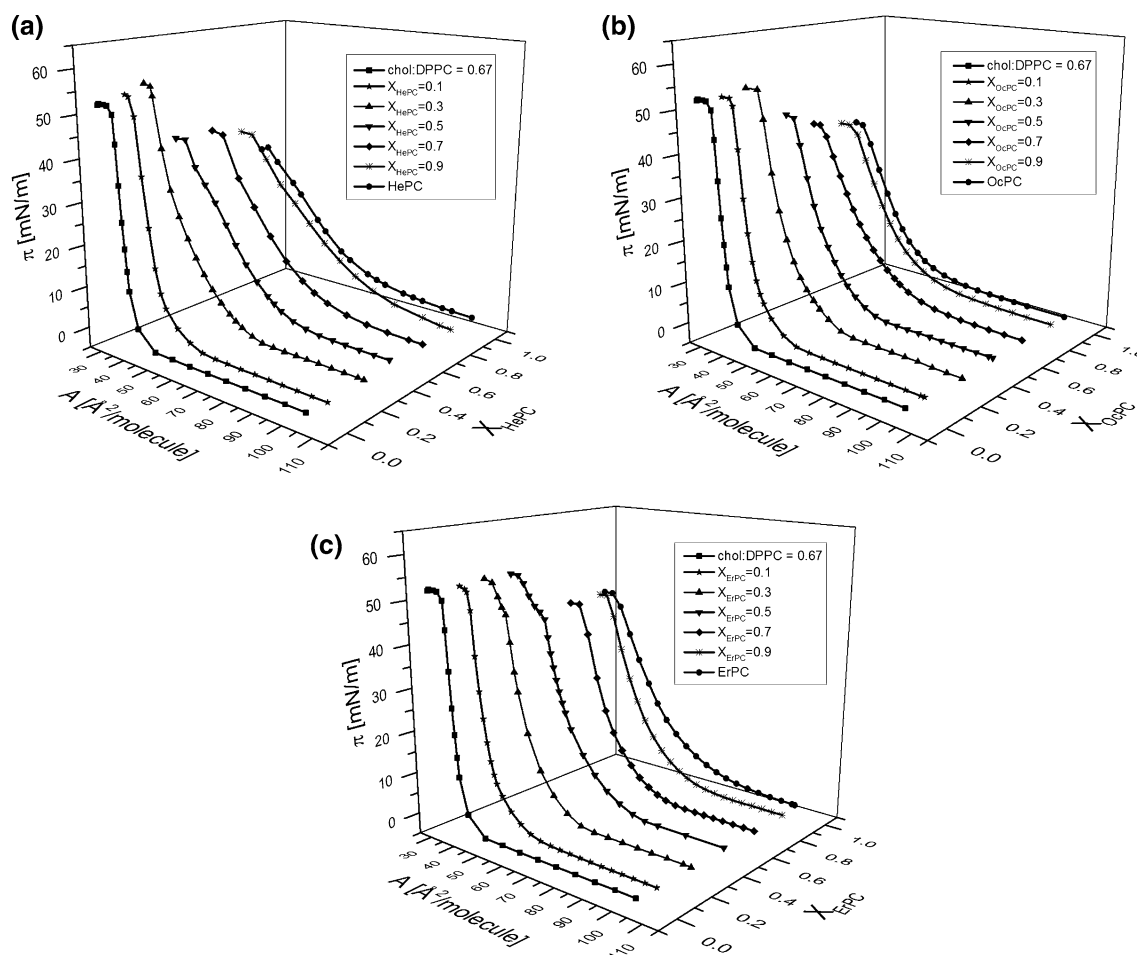 (a)
60
50
40
30
20
10
0
π [mN/m]
30
40
50
60
70
80
90
100
110
A [Å²/molecule]
0.0
0.2
0.4
0.6
0.8
1.0
X_HePC
chol:DPPC = 0.67
X_HePC=0.1
X_HePC=0.3
X_HePC=0.5
X_HePC=0.7
X_HePC=0.9
HePC
(b)
60
50
40
30
20
10
0
π [mN/m]
30
40
50
60
70
80
90
100
110
A [Å²/molecule]
0.0
0.2
0.4
0.6
0.8
1.0
X_OcPC
chol:DPPC = 0.67
X_OcPC=0.1
X_OcPC=0.3
X_OcPC=0.5
X_OcPC=0.7
X_OcPC=0.9
OcPC
(c)
60
50
40
30
20
10
0
π [mN/m]
30
40
50
60
70
80
90
100
110
A [Å²/molecule]
0.0
0.2
0.4
0.6
0.8
1.0
X_ErPC
chol:DPPC = 0.67
X_ErPC=0.1
X_ErPC=0.3
X_ErPC=0.5
X_ErPC=0.7
X_ErPC=0.9
ErPC